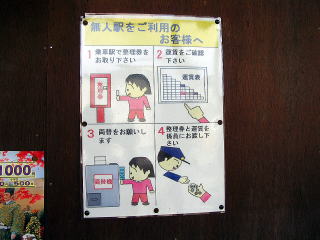 無人駅をご利用の
お客様へ
1 乗車駅で整理券を
お取り下さい
2 運賃をご確認
下さい
運賃表
3 両替をお願いし
ます
両替機
4 整理券と運賃を
係員にお渡し下
さい
1000
500